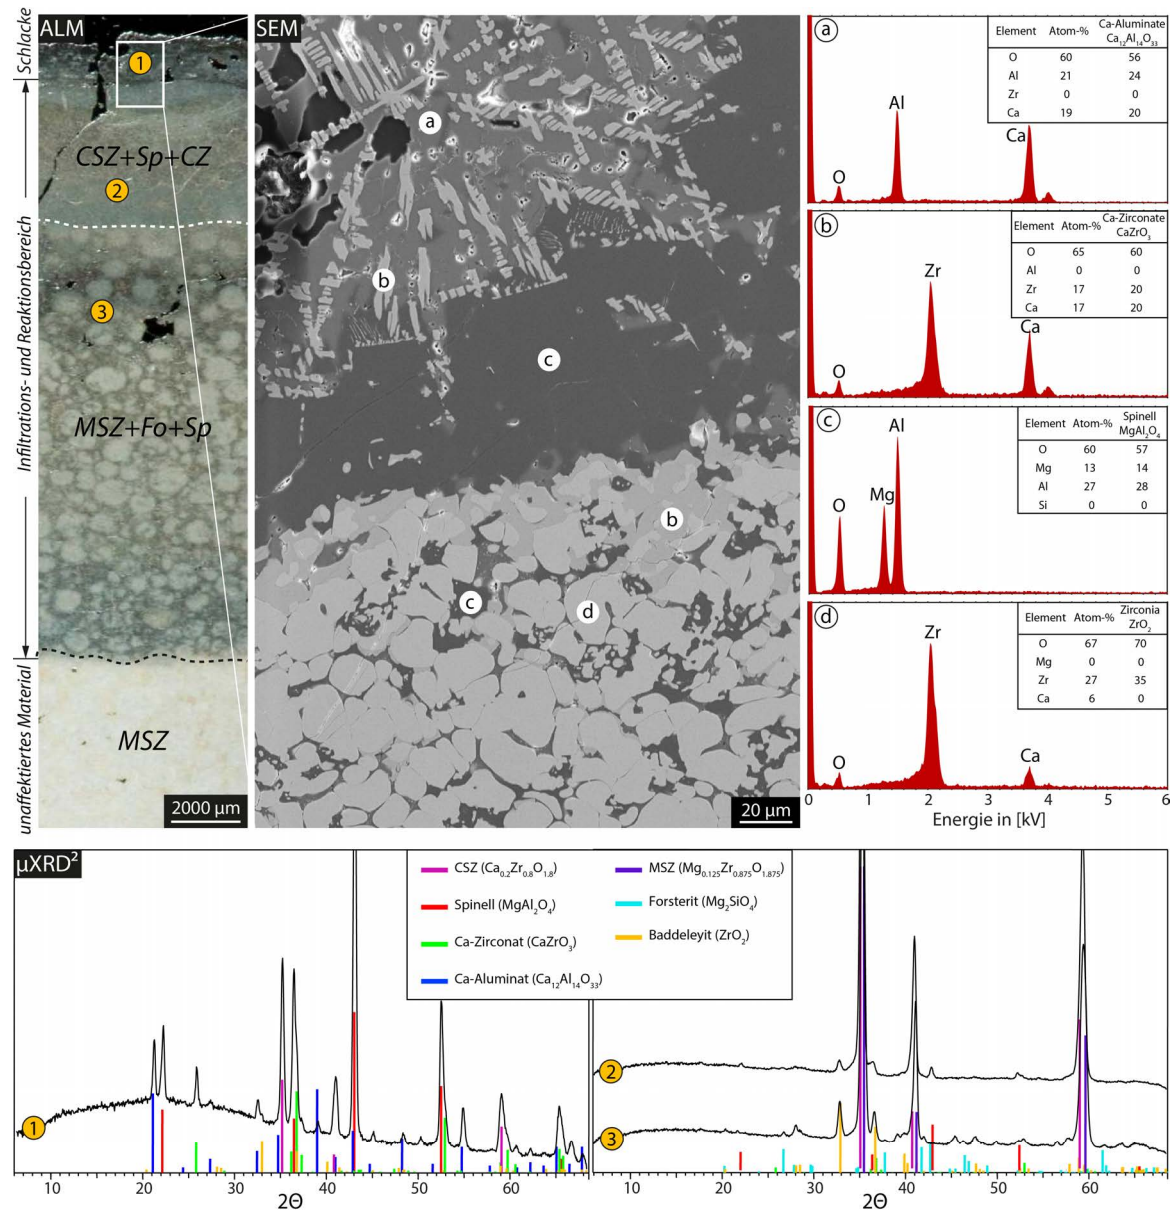 ALM
Schlacke
1
CSZ+Sp+CZ
2
Infiltrations- und Reaktionsbereich
3
MSZ+Fo+Sp
unaffektiertes Material
MSZ
2000 µm
SEM
a
b
c
b
c
d
20 µm
a
Element Atom-% Ca-Aluminate Ca12Al14O33
O 60 56
Al 21 24
Zr 0 0
Ca 19 20
O
Al
Ca
b
Element Atom-% Ca-Zirconate CaZrO3
O 65 60
Al 0 0
Zr 17 20
Ca 17 20
O
Zr
Ca
c
Element Atom-% Spinell MgAl2O4
O 60 57
Mg 13 14
Al 27 28
Si 0 0
O
Mg
Al
d
Element Atom-% Zirconia ZrO2
O 67 70
Mg 0 0
Zr 27 35
Ca 6 0
O
Zr
Ca
0 1 2 3 4 5 6
Energie in [kV]
µXRD²
CSZ (Ca0.2Zr0.8O1.8)
Spinell (MgAl2O4)
Ca-Zirconat (CaZrO3)
Ca-Aluminat (Ca12Al14O33)
MSZ (Mg0.125Zr0.875O1.875)
Forsterit (Mg2SiO4)
Baddeleyit (ZrO2)
1
2
3
10 20 30 40 50 60
2Θ
10 20 30 40 50 60
2Θ